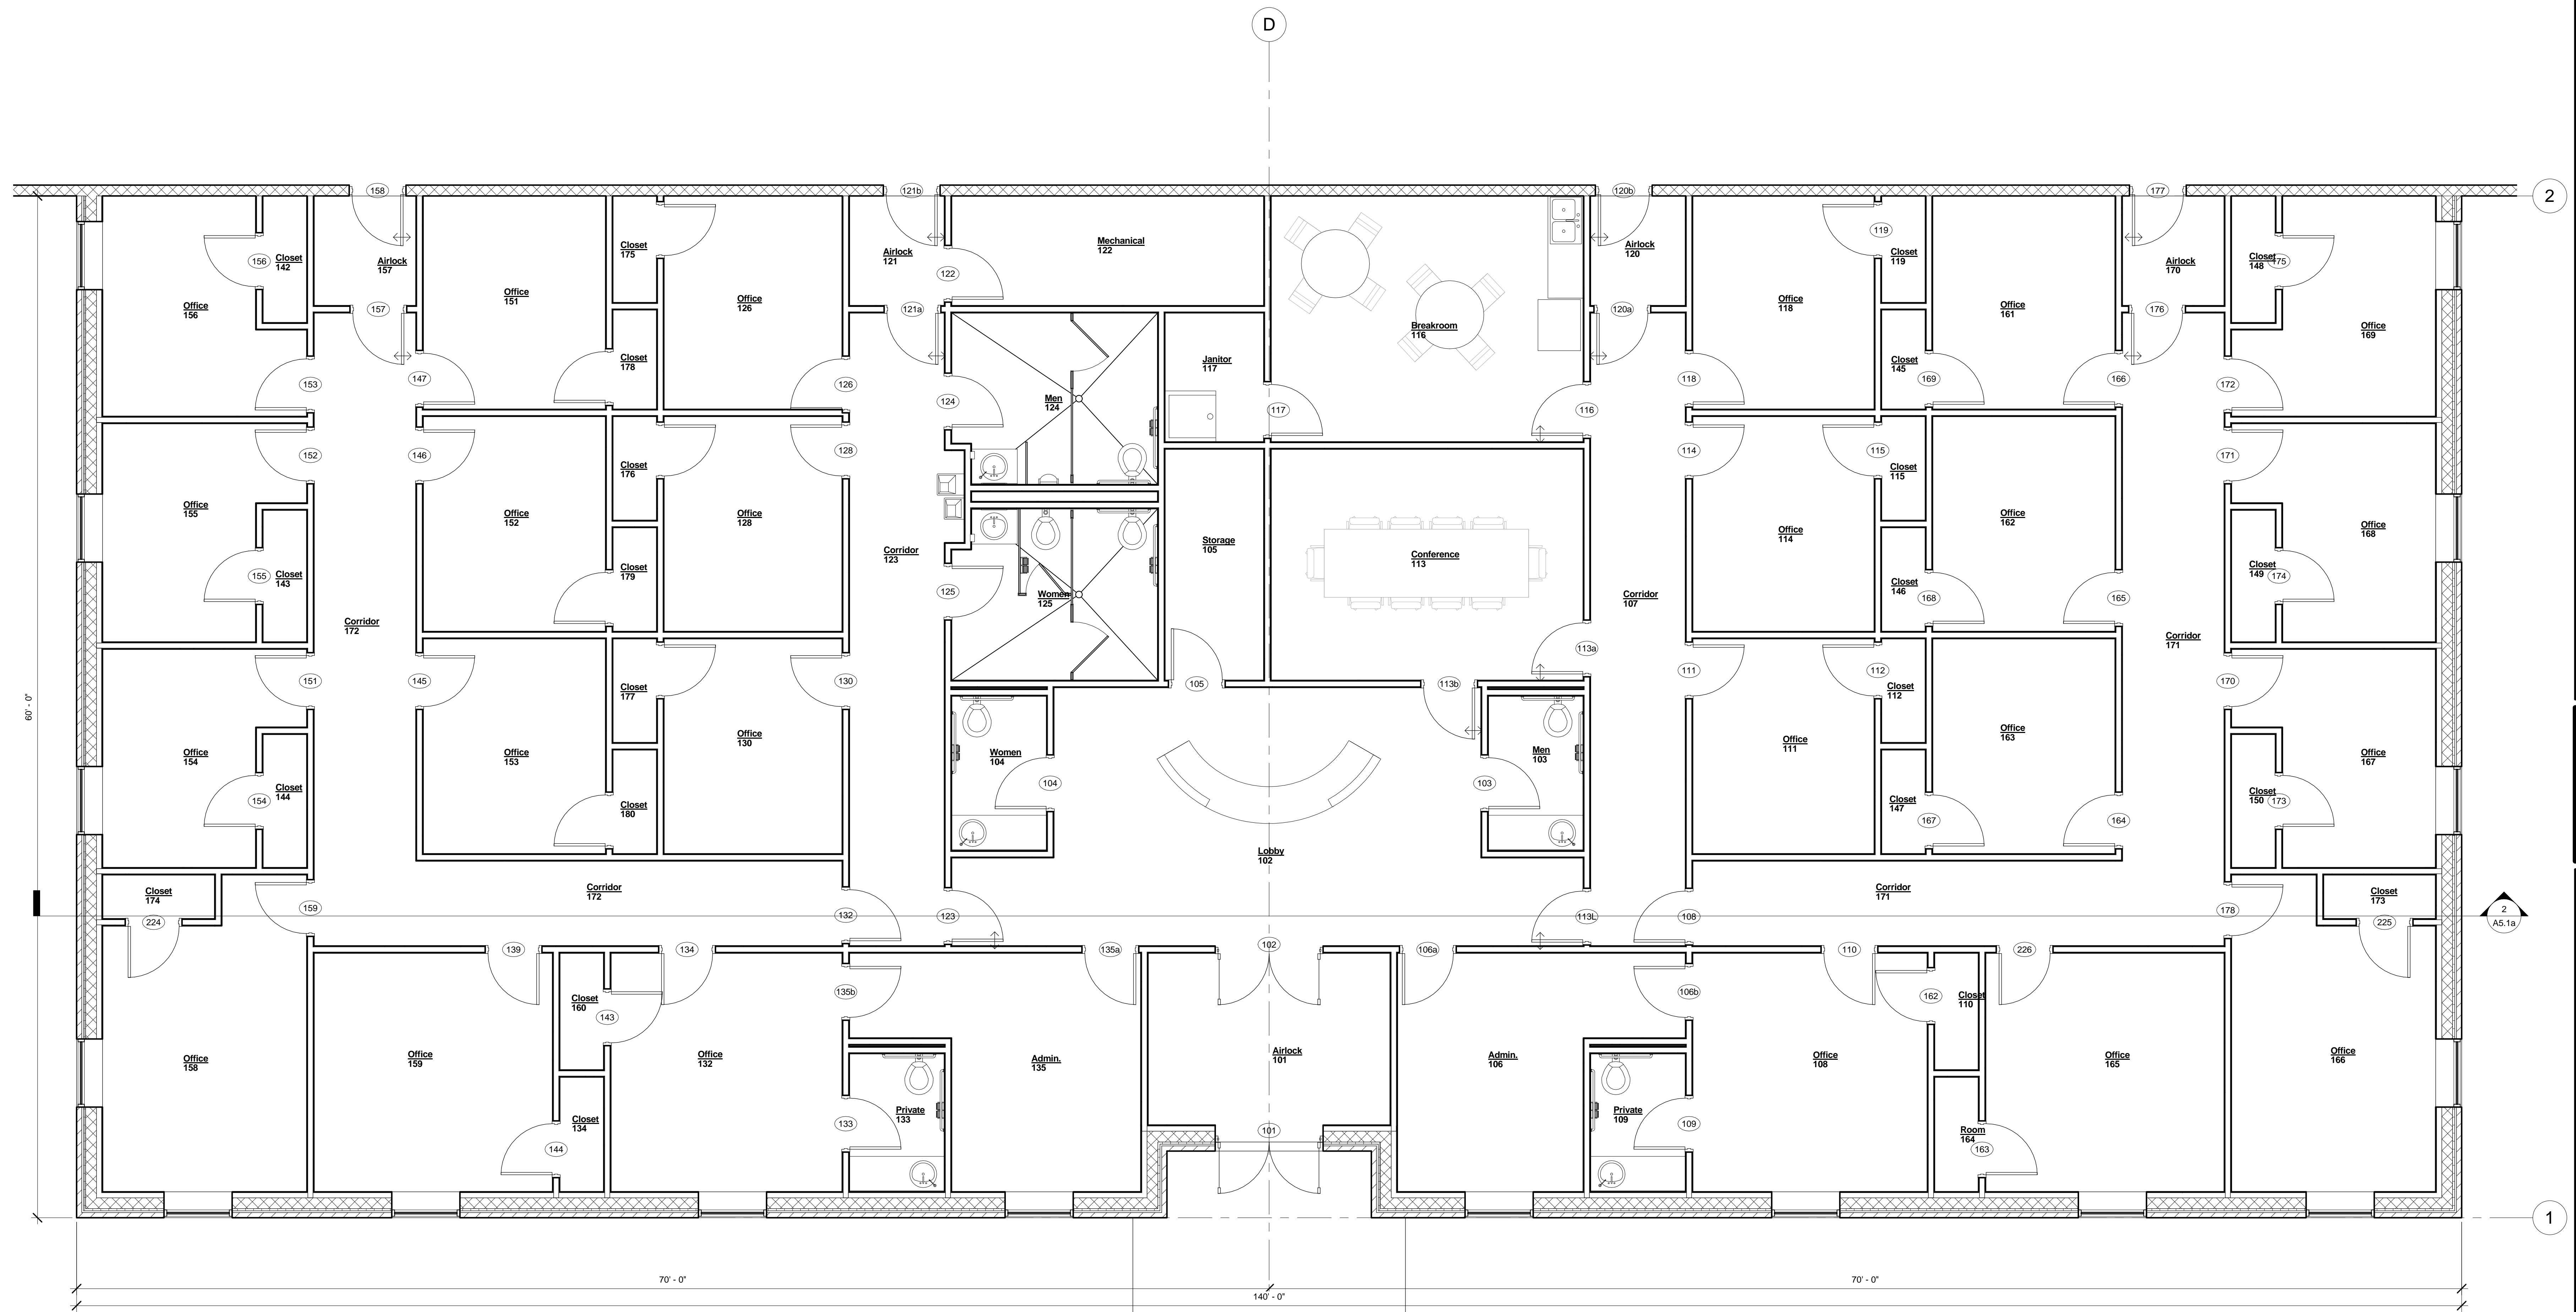 D
158
121b
120b
177
2
119
Closet
175
Mechanical
122
Airlock
120
Closet
119
156
Closet
142
Airlock
157
Airlock
121
122
Airlock
170
Closet
148
175
Office
156
Office
151
Office
126
Office
118
Office
161
157
121a
120a
176
Breakroom
116
Office
169
Closet
178
Janitor
117
Closet
145
153
147
126
118
169
166
172
Men
124
124
117
116
152
146
128
114
115
171
Closet
176
Closet
115
Office
155
Office
152
Office
128
Office
114
Office
162
Office
168
Storage
105
Corridor
123
Conference
113
Closet
179
155
Closet
143
Closet
146
Closet
149
174
125
Women
125
Corridor
107
168
165
Corridor
172
Corridor
171
113a
151
145
130
105
113b
111
112
170
Closet
177
Closet
112
60' - 0"
Office
154
Office
153
Office
130
Women
104
Men
103
Office
111
Office
163
Office
167
104
103
154
Closet
144
Closet
180
Closet
147
Closet
150
173
167
164
Lobby
102
Closet
174
Corridor
172
Corridor
171
Closet
173
159
224
132
123
113L
108
178
225
2
A5.1a
139
134
135a
102
106a
110
226
Closet
160
143
135b
106b
162
Closet
110
Office
158
Office
159
Office
132
Admin.
135
Airlock
101
Admin.
106
Office
108
Office
165
Office
166
Closet
134
Private
133
133
Private
109
109
101
Room
164
144
163
1
70' - 0"
70' - 0"
140' - 0"